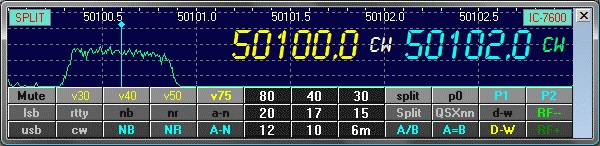 SPLIT 50100.5 50101.0 50101.5 50102.0 50102.5 IC-7600
50100.0 CW 50102.0 CW
Mute v30 v40 v50 v75 80 40 30 split p0 P1 P2
lsb rtty nb nr a-n 20 17 15 Split QSXnn d-w RF--
usb cw NB NR A-N 12 10 6m A/B A=B D-W RF+